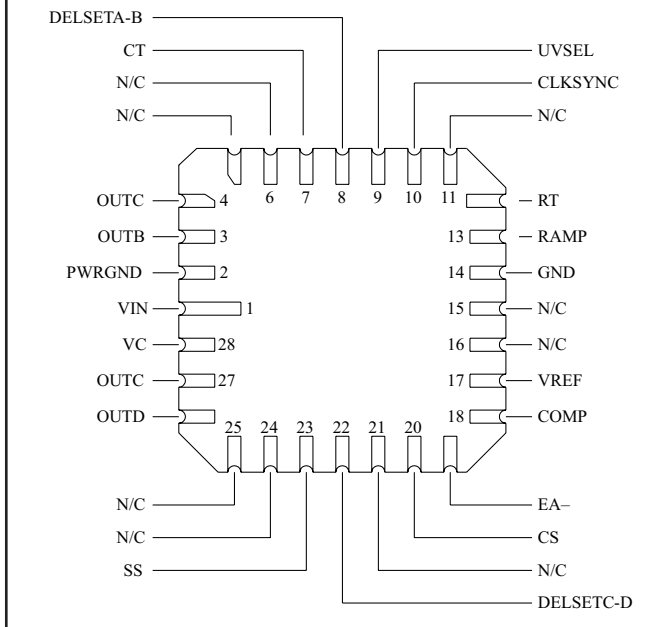 DELSETA-B
CT
N/C
N/C
UVSEL
CLKSYNC
N/C
6 7 8 9 10 11
OUTC 4
OUTB 3
PWRGND 2
VIN 1
VC 28
OUTC 27
OUTD
RT
13 RAMP
14 GND
15 N/C
16 N/C
17 VREF
18 COMP
25 24 23 22 21 20
N/C
N/C
SS
EA–
CS
N/C
DELSETC-D